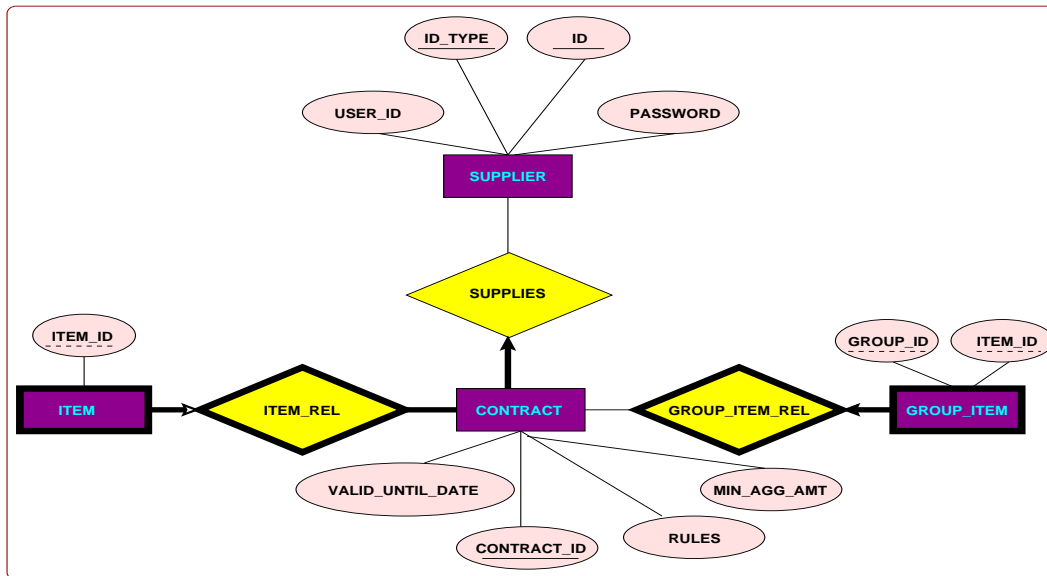 ID_TYPE
ID
USER_ID
PASSWORD
SUPPLIER
SUPPLIES
ITEM_ID
GROUP_ID
ITEM_ID
ITEM
ITEM_REL
CONTRACT
GROUP_ITEM_REL
GROUP_ITEM
VALID_UNTIL_DATE
MIN_AGG_AMT
CONTRACT_ID
RULES